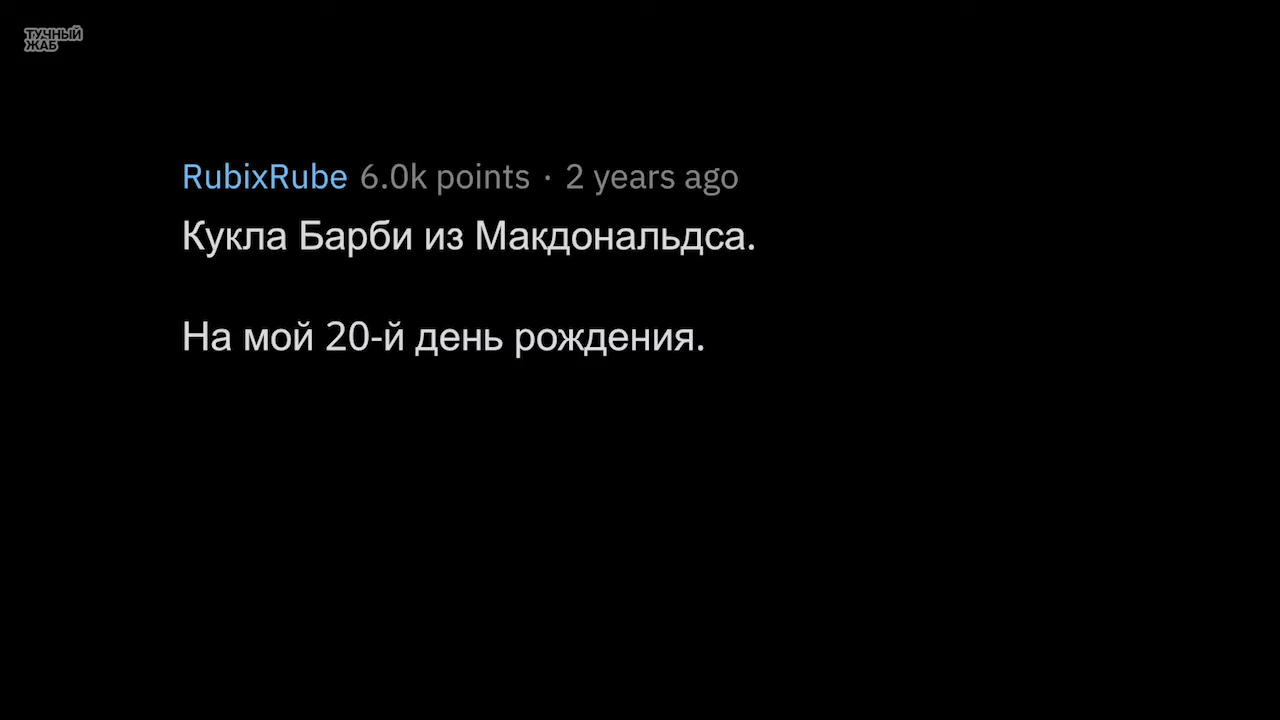 ТУЧНЫЙ
ЖАБ
RubixRube 6.0k points · 2 years ago
Кукла Барби из Макдональдса.
На мой 20-й день рождения.